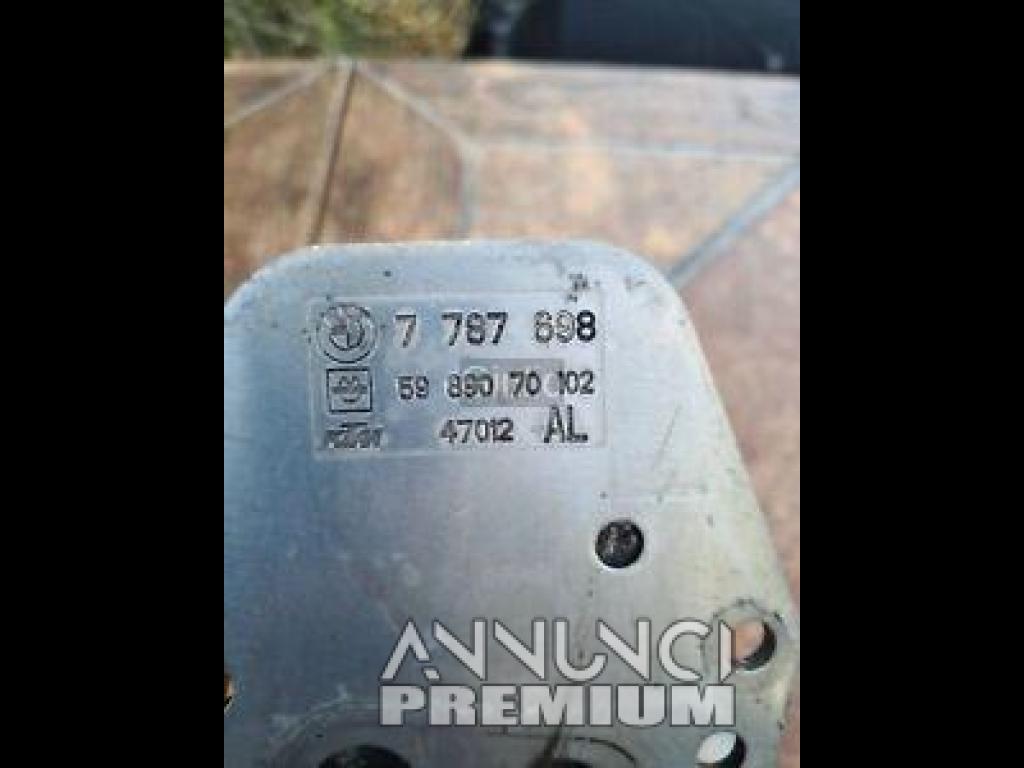 7 787 698
59 890 70 102
47012 AL
ANNUNCI
PREMIUM